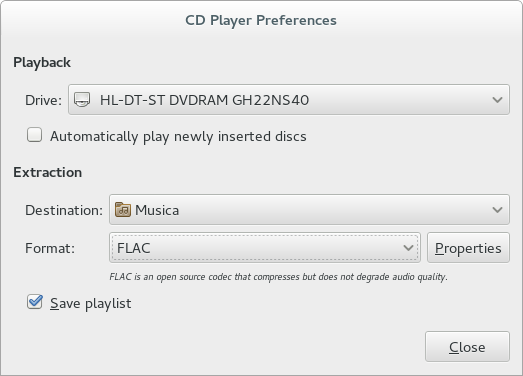 CD Player Preferences
Playback
Drive: HL-DT-ST DVDRAM GH22NS40
Automatically play newly inserted discs
Extraction
Destination: Musica
Format: FLAC Properties
FLAC is an open source codec that compresses but does not degrade audio quality.
Save playlist
Close